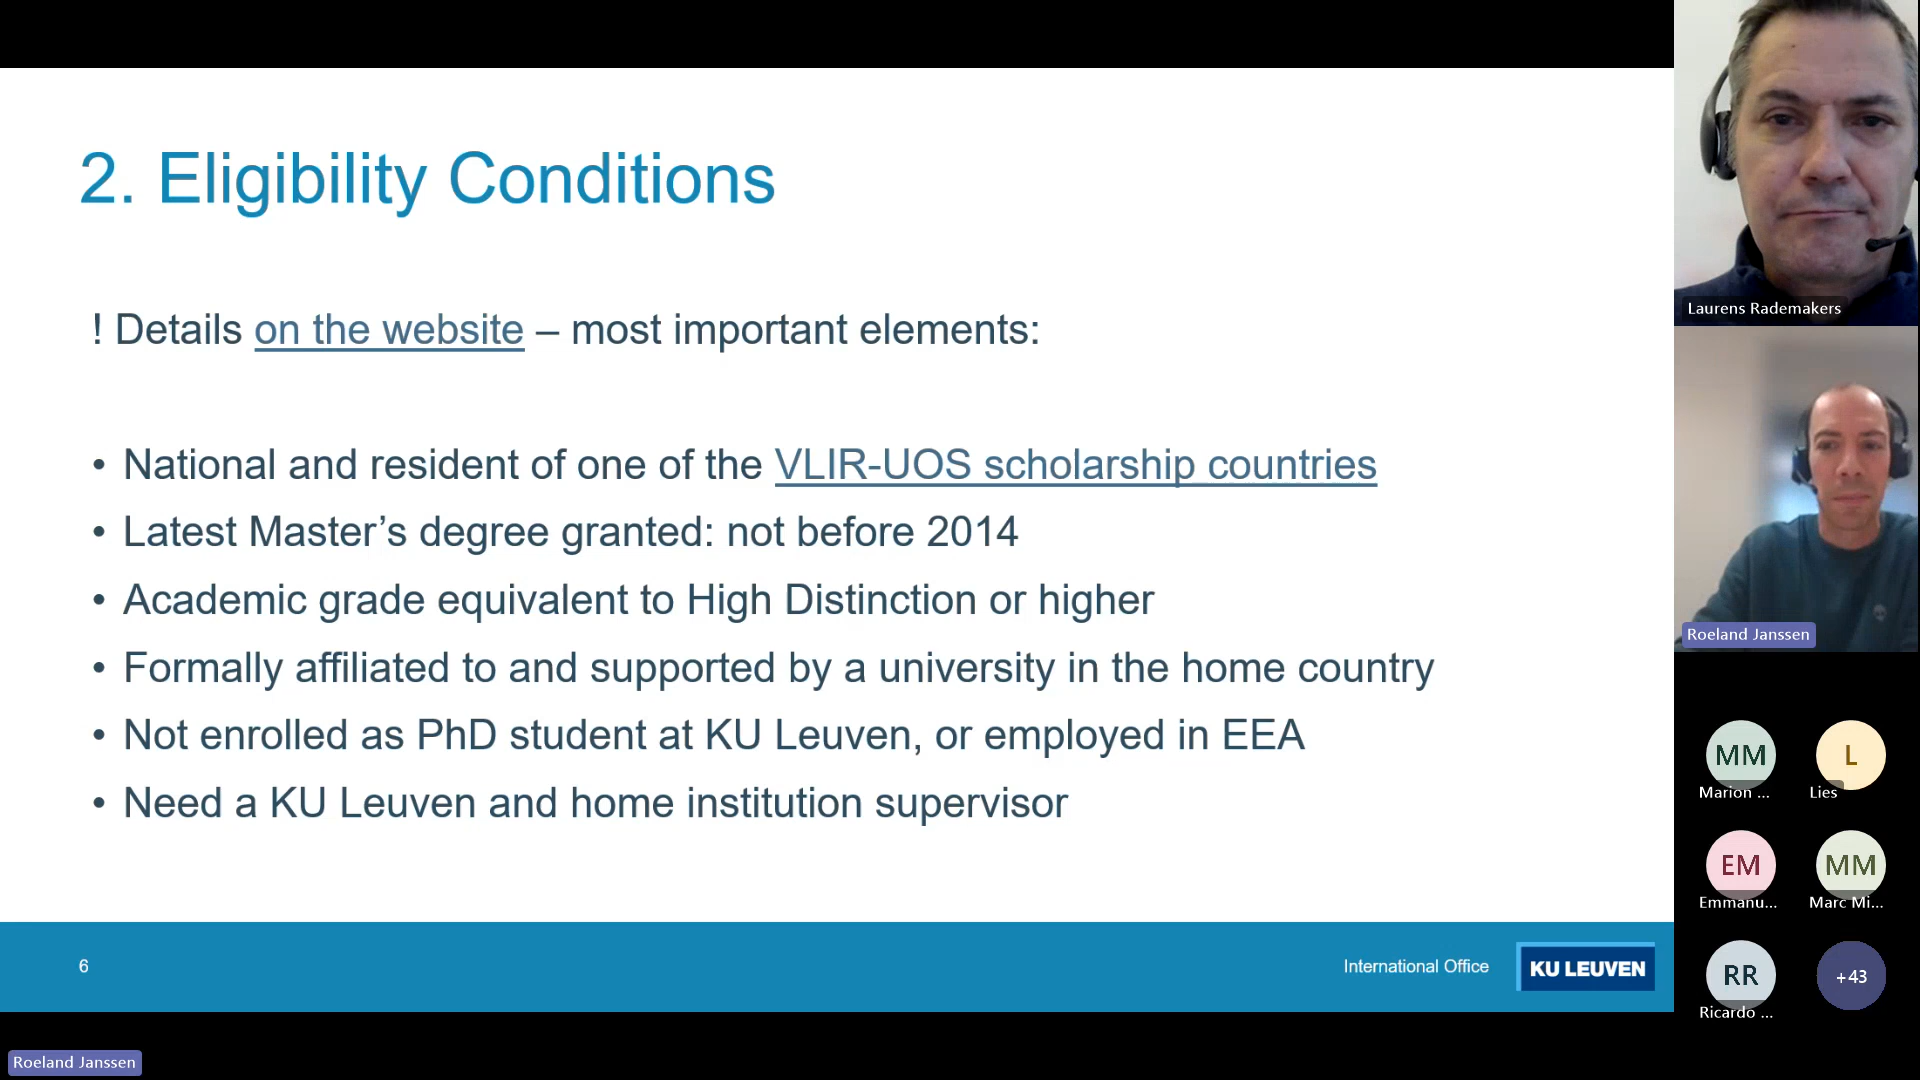 2. Eligibility Conditions
! Details on the website – most important elements:
• National and resident of one of the VLIR-UOS scholarship countries
• Latest Master’s degree granted: not before 2014
• Academic grade equivalent to High Distinction or higher
• Formally affiliated to and supported by a university in the home country
• Not enrolled as PhD student at KU Leuven, or employed in EEA
• Need a KU Leuven and home institution supervisor
6
International Office
KU LEUVEN
Roeland Janssen
Laurens Rademakers
Roeland Janssen
MM
Marion ...
L
Lies
EM
Emmanu...
MM
Marc Mi...
RR
Ricardo ...
+43